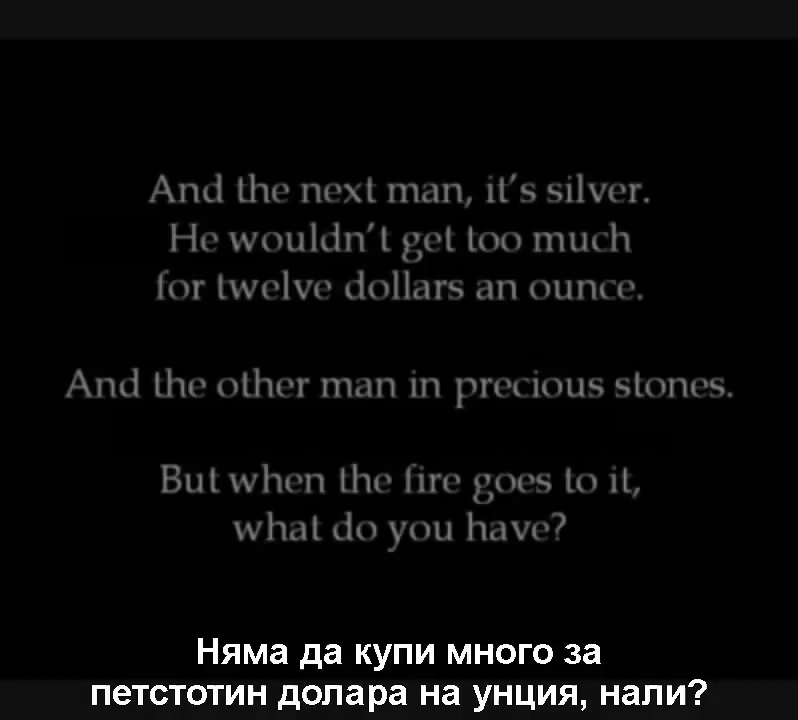 And the next man, it's silver.
He wouldn't get too much
for twelve dollars an ounce.
And the other man in precious stones.
But when the fire goes to it,
what do you have?
Няма да купи много за
петстотин долара на унция, нали?